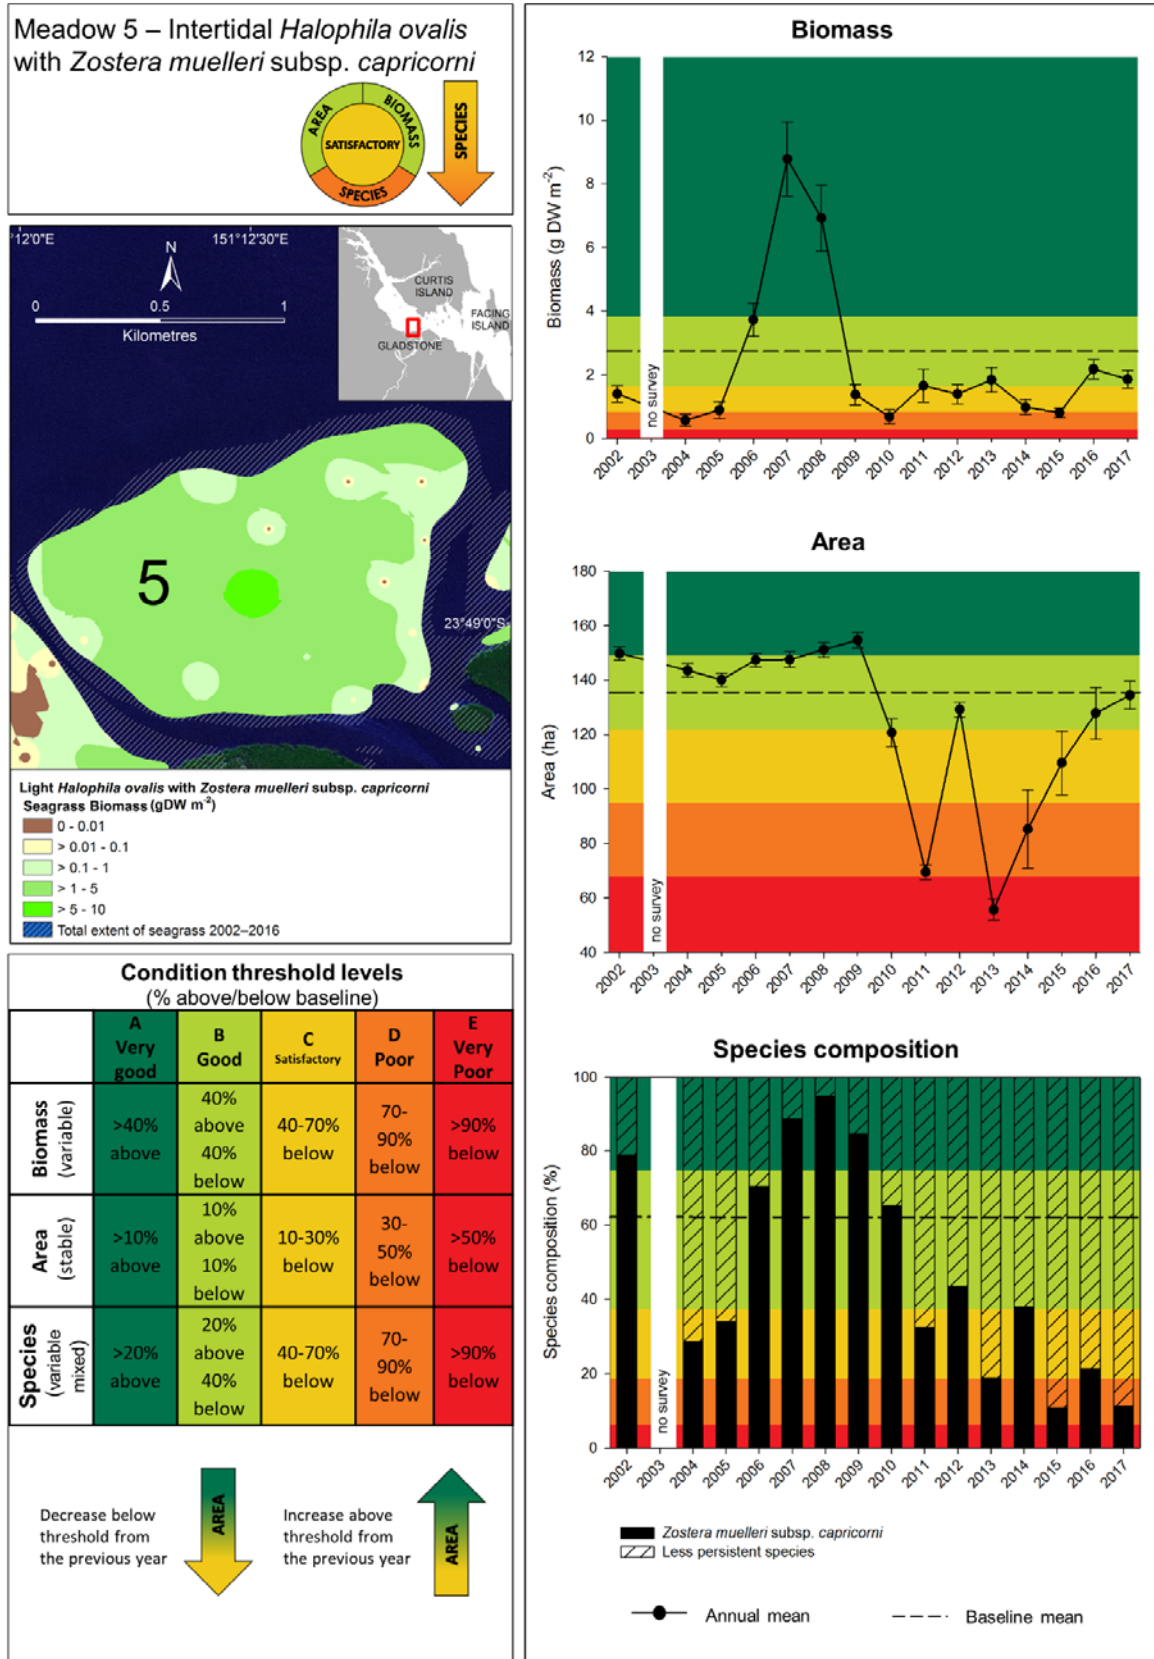 Meadow 5 – Intertidal Halophila ovalis
with Zostera muelleri subsp. capricorni
AREA
BIOMASS
SATISFACTORY
SPECIES
SPECIES
°12'0"E
151°12'30"E
N
0
0.5
1
Kilometres
CURTIS
ISLAND
FACING
ISLAND
GLADSTONE
5
23°49'0"S
Light Halophila ovalis with Zostera muelleri subsp. capricorni
Seagrass Biomass (gDW m-2)
0 - 0.01
> 0.01 - 0.1
> 0.1 - 1
> 1 - 5
> 5 - 10
Total extent of seagrass 2002–2016
Condition threshold levels
(% above/below baseline)
A
Very
good
B
Good
C
Satisfactory
D
Poor
E
Very
Poor
Biomass
(variable)
>40%
above
40%
above
40%
below
40-70%
below
70-
90%
below
>90%
below
Area
(stable)
>10%
above
10%
above
10%
below
10-30%
below
30-
50%
below
>50%
below
Species
(variable
mixed)
>20%
above
20%
above
40%
below
40-70%
below
70-
90%
below
>90%
below
Decrease below
threshold from
the previous year
AREA
Increase above
threshold from
the previous year
AREA
Biomass
Biomass (g DW m-2)
12
10
8
6
4
2
0
no survey
2002
2003
2004
2005
2006
2007
2008
2009
2010
2011
2012
2013
2014
2015
2016
2017
Area
Area (ha)
180
160
140
120
100
80
60
40
no survey
2002
2003
2004
2005
2006
2007
2008
2009
2010
2011
2012
2013
2014
2015
2016
2017
Species composition
Species composition (%)
100
80
60
40
20
0
no survey
2002
2003
2004
2005
2006
2007
2008
2009
2010
2011
2012
2013
2014
2015
2016
2017
Zostera muelleri subsp. capricorni
Less persistent species
Annual mean
Baseline mean